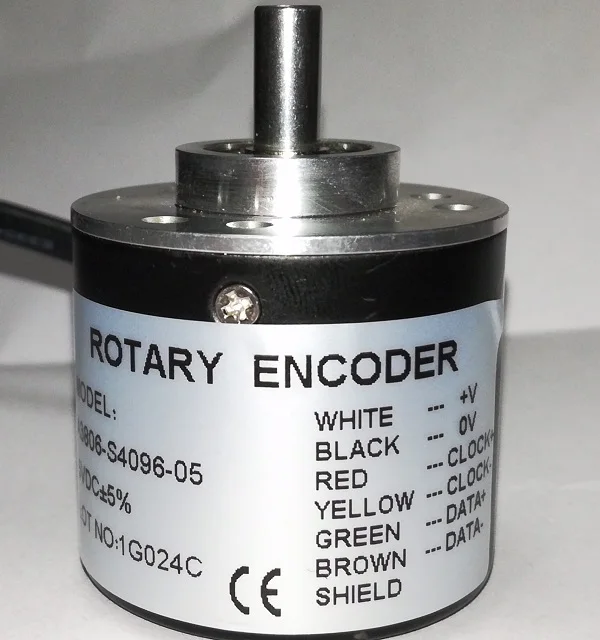 ROTARY ENCODER
MODEL:
3806-S4096-05
VDC±5%
LOT NO:1G024C
CE
WHITE --- +V
BLACK --- 0V
RED --- CLOCK+
YELLOW --- CLOCK-
GREEN --- DATA+
BROWN --- DATA-
SHIELD